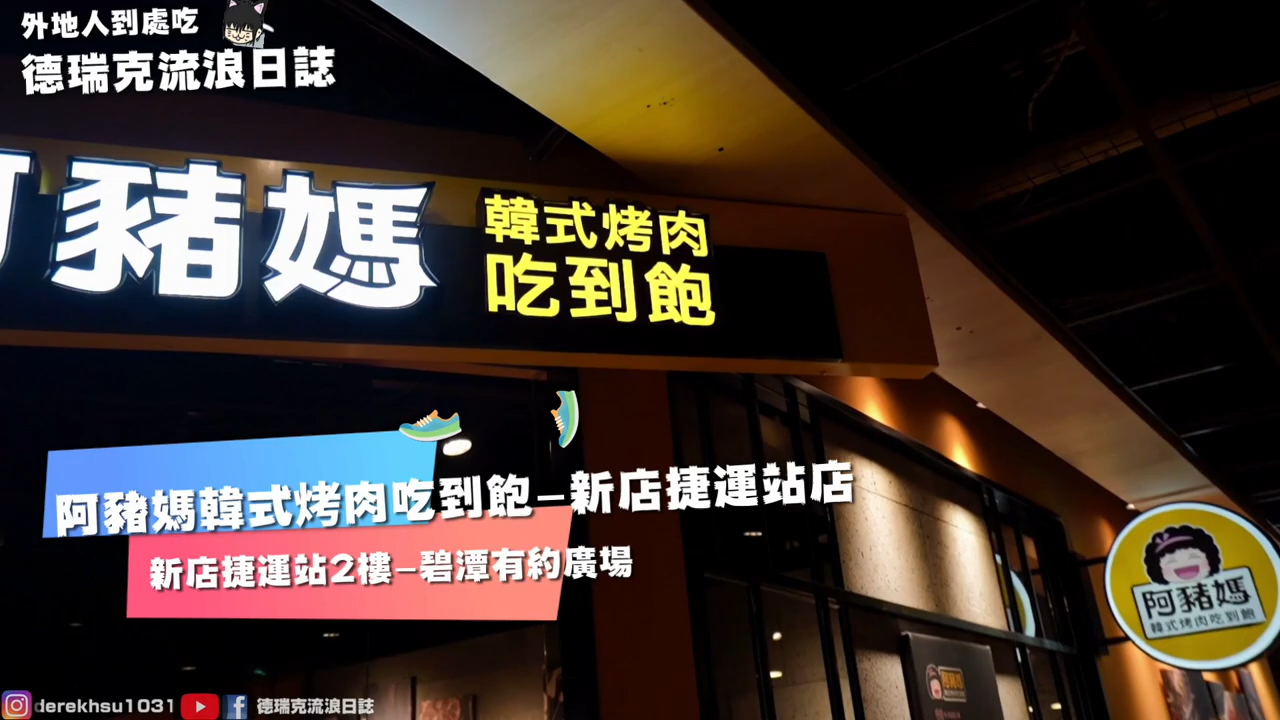 外地人到處吃
德瑞克流浪日誌
豬媽
韓式烤肉
吃到飽
阿豬媽韓式烤肉吃到飽-新店捷運站店
新店捷運站2樓-碧潭有約廣場
阿豬媽
韓式烤肉吃到飽
derekhsu1031
德瑞克流浪日誌